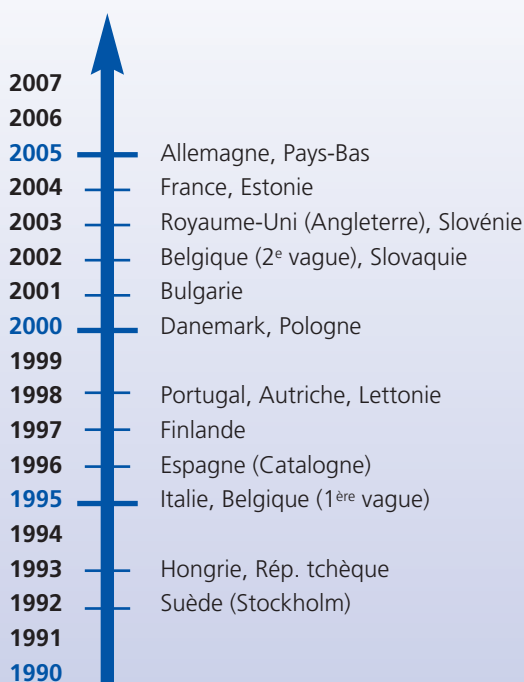 2007
2006
2005 Allemagne, Pays-Bas
2004 France, Estonie
2003 Royaume-Uni (Angleterre), Slovénie
2002 Belgique (2e vague), Slovaquie
2001 Bulgarie
2000 Danemark, Pologne
1999
1998 Portugal, Autriche, Lettonie
1997 Finlande
1996 Espagne (Catalogne)
1995 Italie, Belgique (1ère vague)
1994
1993 Hongrie, Rép. tchèque
1992 Suède (Stockholm)
1991
1990